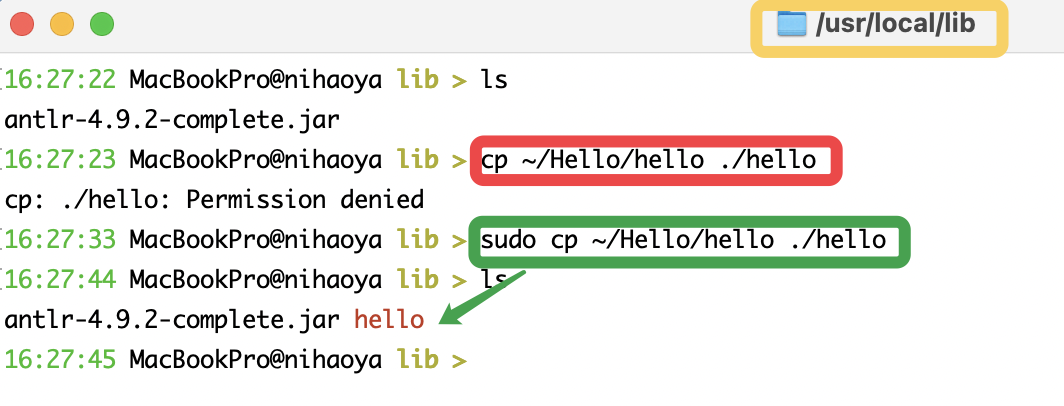 /usr/local/lib
16:27:22 MacBookPro@nihaoya lib > ls
antlr-4.9.2-complete.jar
16:27:23 MacBookPro@nihaoya lib > cp ~/Hello/hello ./hello
cp: ./hello: Permission denied
16:27:33 MacBookPro@nihaoya lib > sudo cp ~/Hello/hello ./hello
16:27:44 MacBookPro@nihaoya lib > ls
antlr-4.9.2-complete.jar hello
16:27:45 MacBookPro@nihaoya lib >